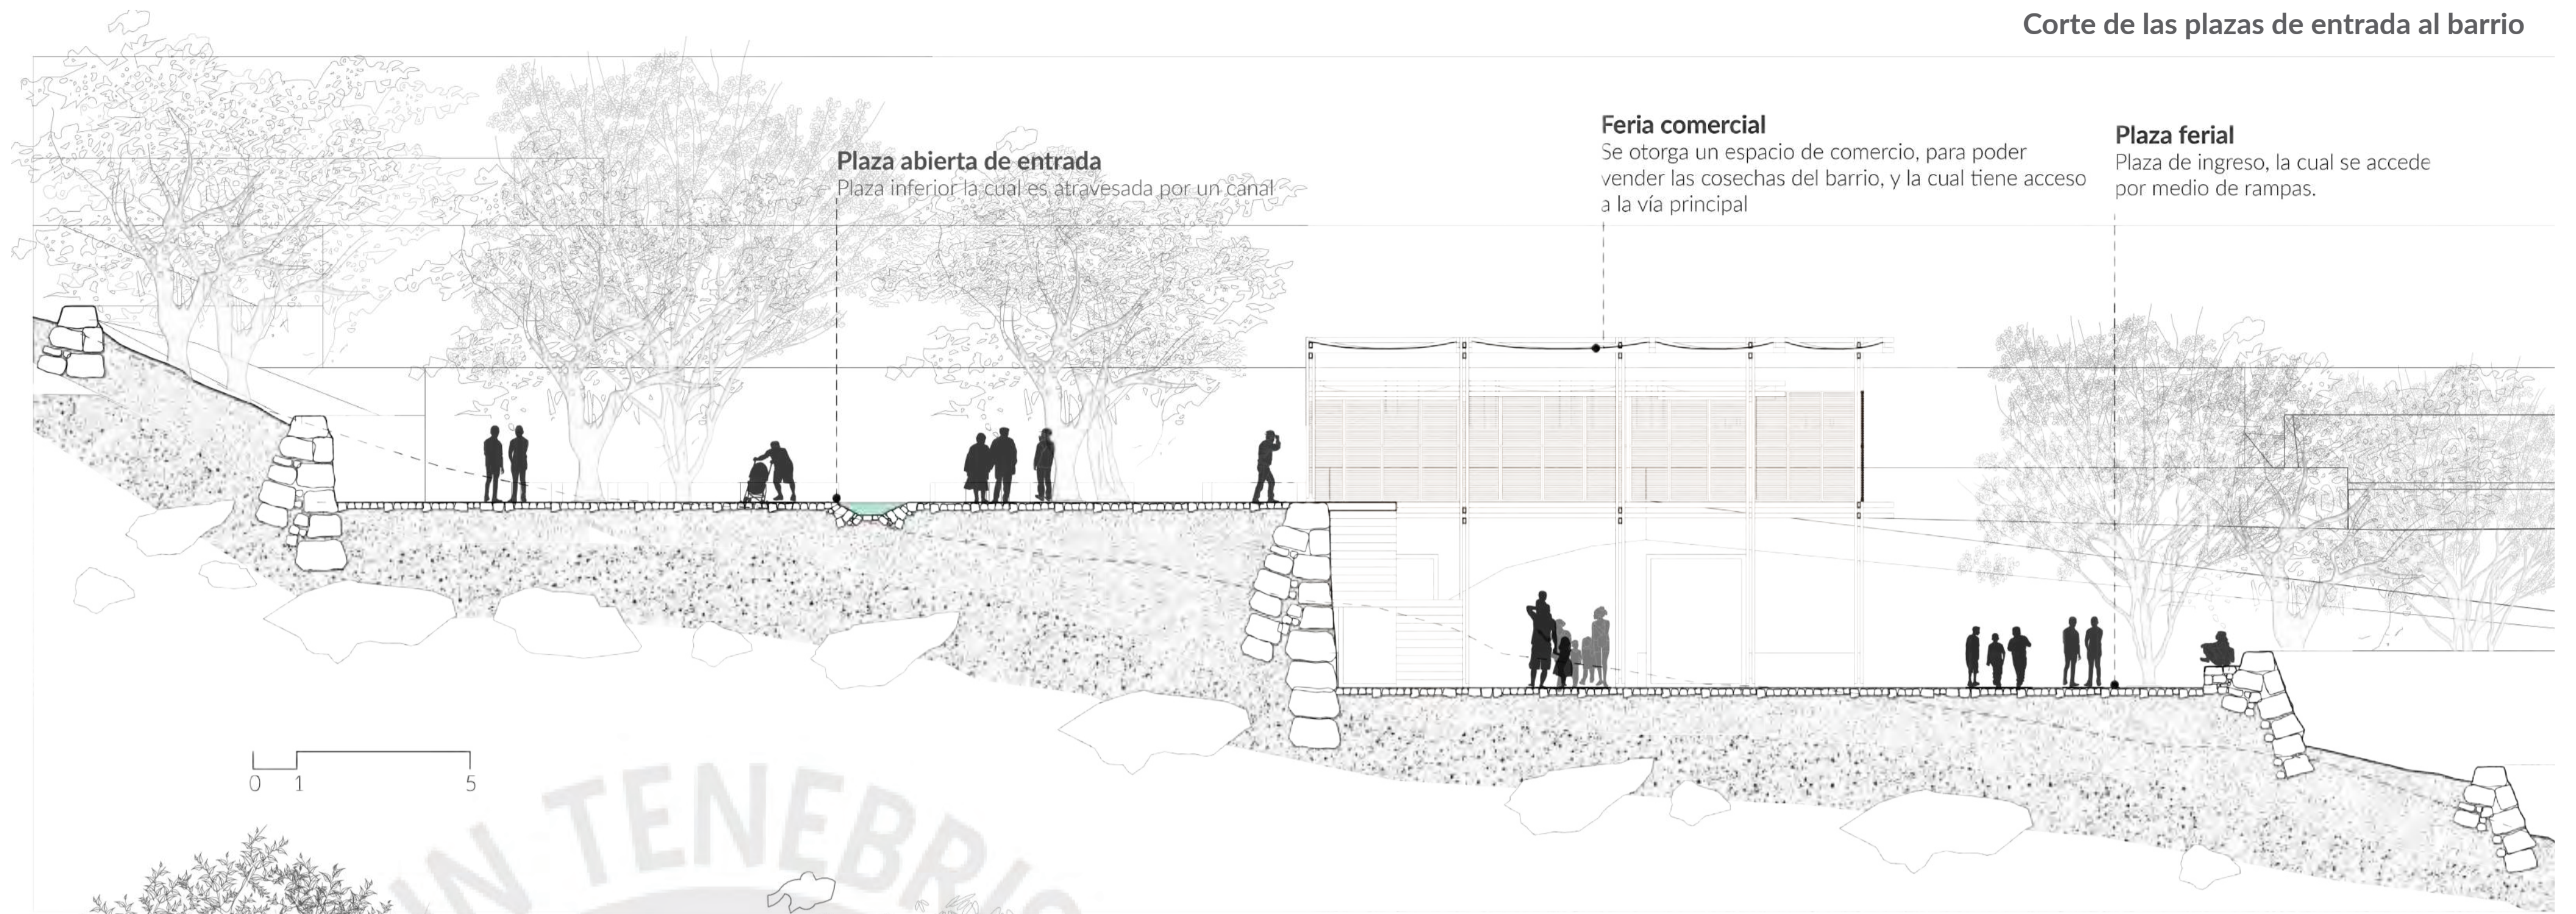 Corte de las plazas de entrada al barrio
Plaza abierta de entrada
Plaza inferior la cual es atravesada por un canal
Feria comercial
Se otorga un espacio de comercio, para poder
vender las cosechas del barrio, y la cual tiene acceso
a la vía principal
Plaza ferial
Plaza de ingreso, la cual se accede
por medio de rampas.
0 1 5
IN TENEBRIS